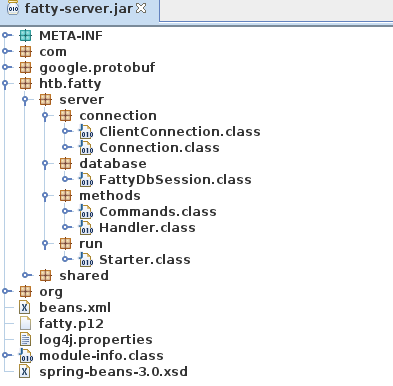 fatty-server.jar
META-INF
com
google.protobuf
htb.fatty
server
connection
ClientConnection.class
Connection.class
database
FattyDbSession.class
methods
Commands.class
Handler.class
run
Starter.class
shared
org
beans.xml
fatty.p12
log4j.properties
module-info.class
spring-beans-3.0.xsd